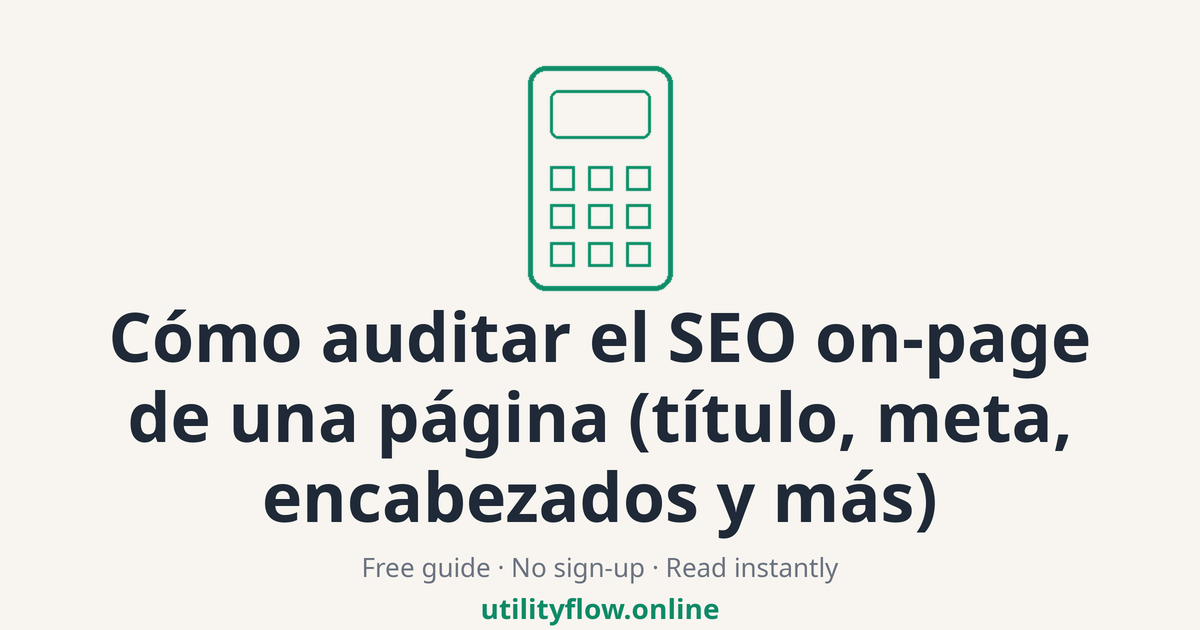 Cómo auditar el SEO on-page
de una página (título, meta,
encabezados y más)
Free guide · No sign-up · Read instantly
utilityflow.online